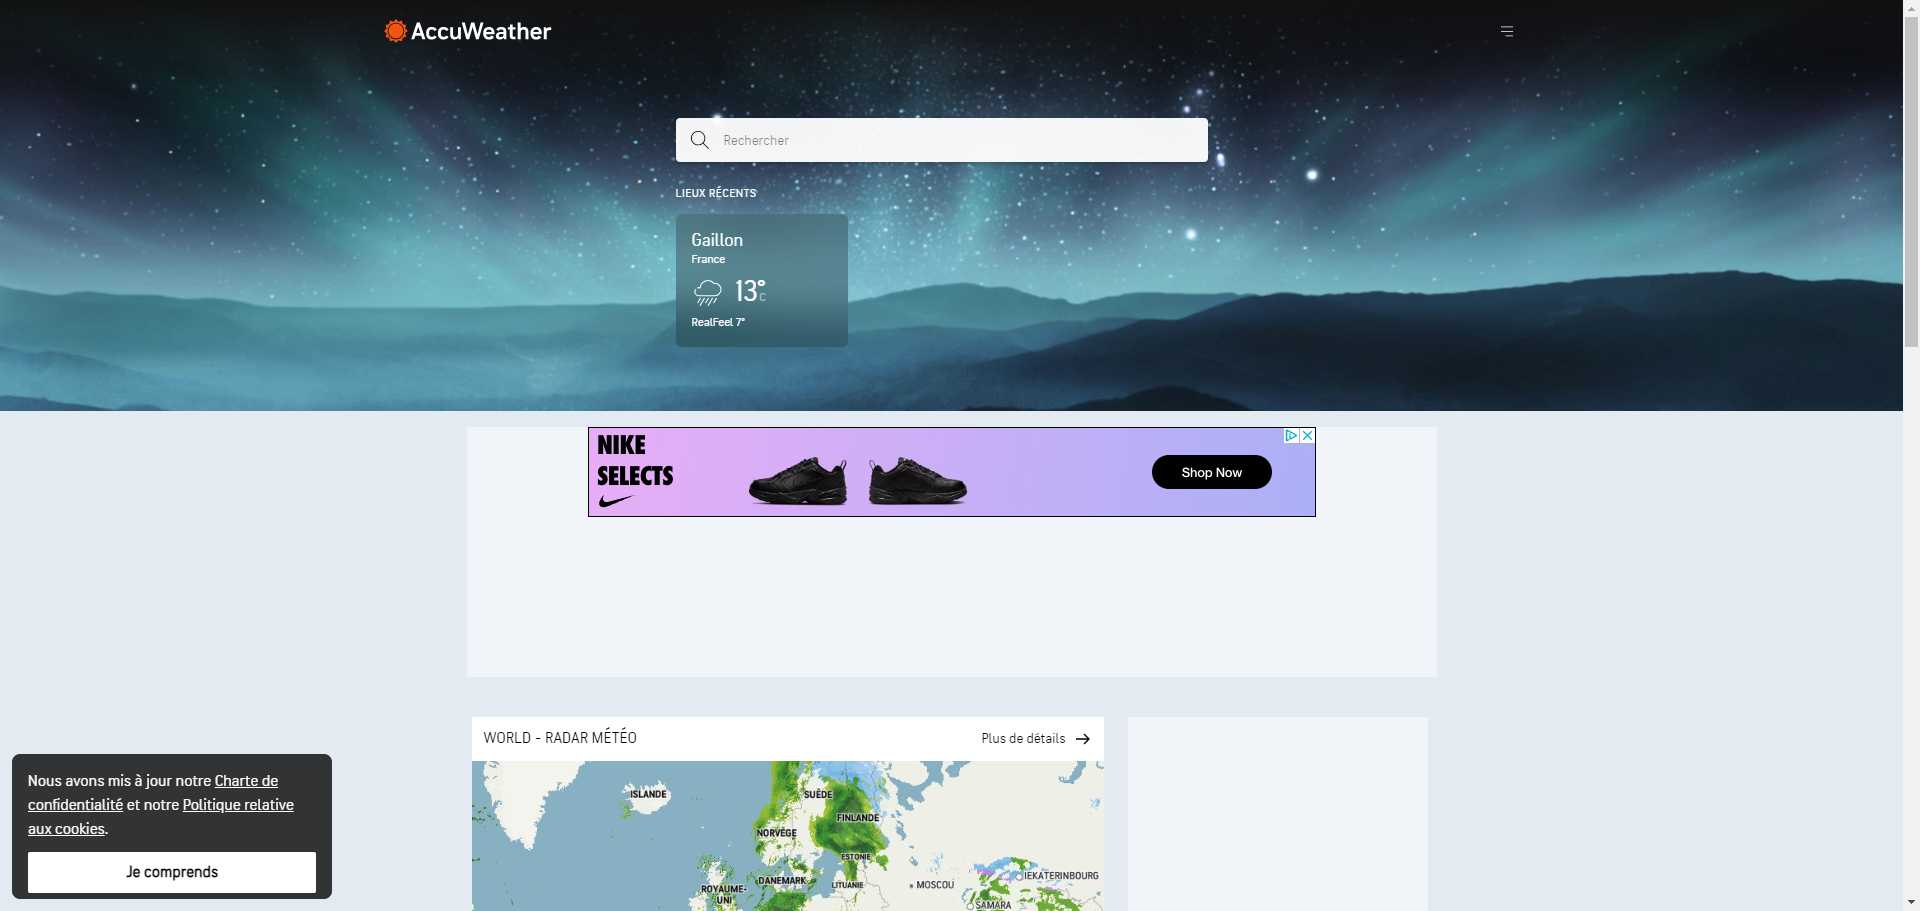 AccuWeather
Rechercher
LIEUX RÉCENTS
Gaillon
France
13°C
RealFeel 7°
NIKE
SELECTS
Shop Now
WORLD - RADAR MÉTÉO
Plus de détails
ISLANDE
SUÈDE
FINLANDE
NORVÈGE
ESTONIE
DANEMARK
LITUANIE
MOSCOU
IEKATERINBOURG
ROYAUME-
UNI
SAMARA
Nous avons mis à jour notre Charte de
confidentialité et notre Politique relative
aux cookies.
Je comprends